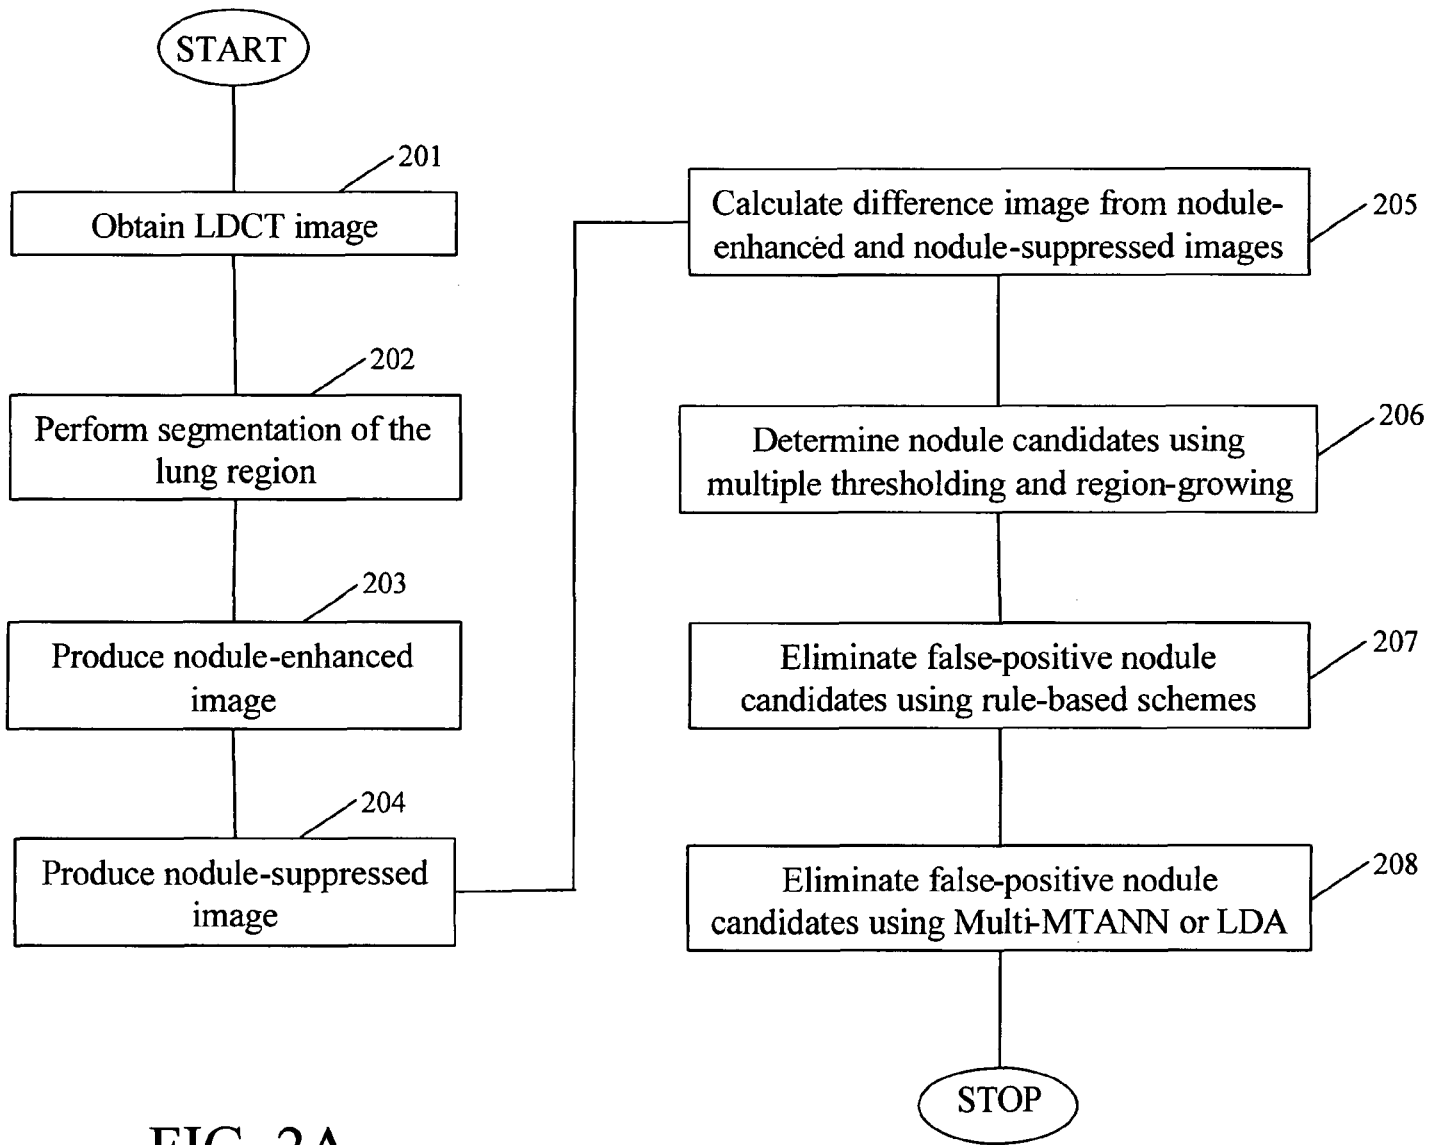 START
201
Obtain LDCT image
202
Perform segmentation of the
lung region
203
Produce nodule-enhanced
image
204
Produce nodule-suppressed
image
205
Calculate difference image from nodule-
enhanced and nodule-suppressed images
206
Determine nodule candidates using
multiple thresholding and region-growing
207
Eliminate false-positive nodule
candidates using rule-based schemes
208
Eliminate false-positive nodule
candidates using Multi-MTANN or LDA
STOP
FIG. 2A